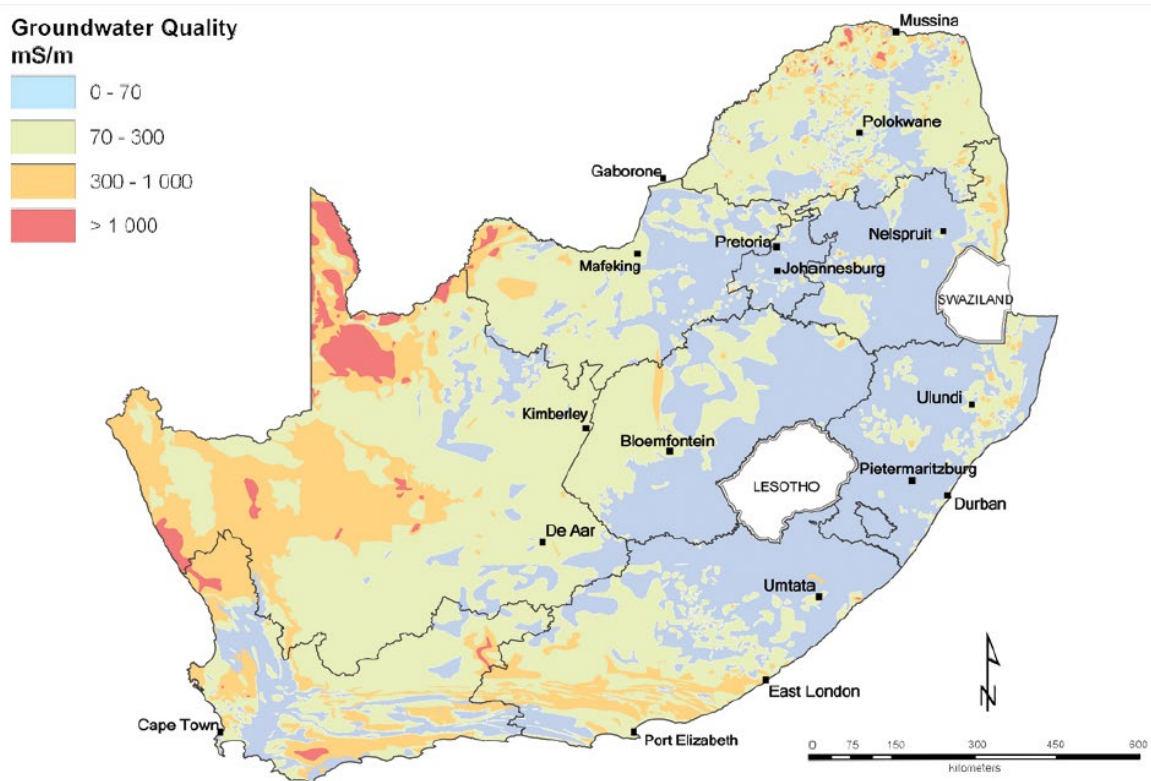 Groundwater Quality
mS/m
0 - 70
70 - 300
300 - 1 000
> 1 000
Mussina
Polokwane
Gaborone
Pretoria
Nelspruit
Mafeking
Johannesburg
SWAZILAND
Ulundi
Kimberley
Bloemfontein
Pietermaritzburg
LESOTHO
Durban
De Aar
Umtata
N
East London
Cape Town
Port Elizabeth
0 75 150 300 450 600
Kilometers